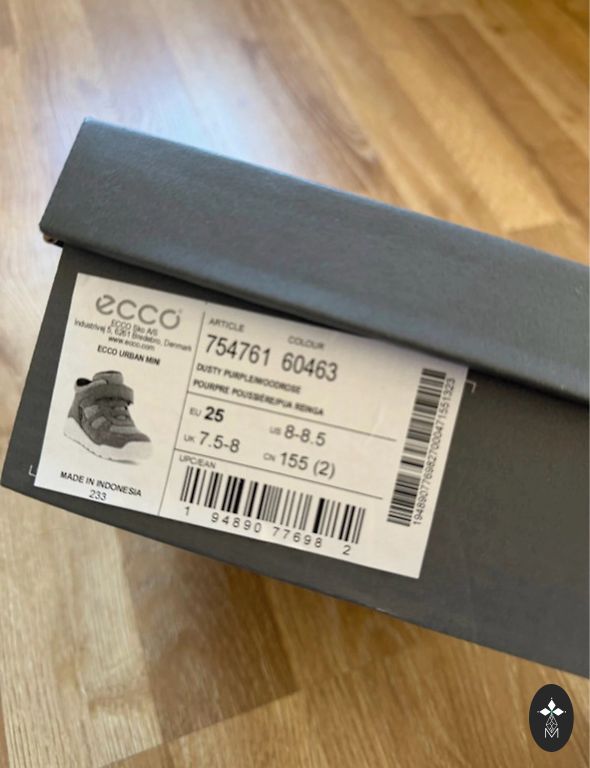 ecco
ECCO Sko A/S
Industrivej 5, 6261 Bredebro, Denmark
www.ecco.com
ECCO URBAN MINI
MADE IN INDONESIA
233
ARTICLE COLOUR
754761 60463
DUSTY PURPLE/WOODROSE
POURPRE POUSSIÈRE/PUA REINGA
EU 25 US 8-8.5
UK 7.5-8 CN 155 (2)
UPC/EAN
1 94890 77698 2
M